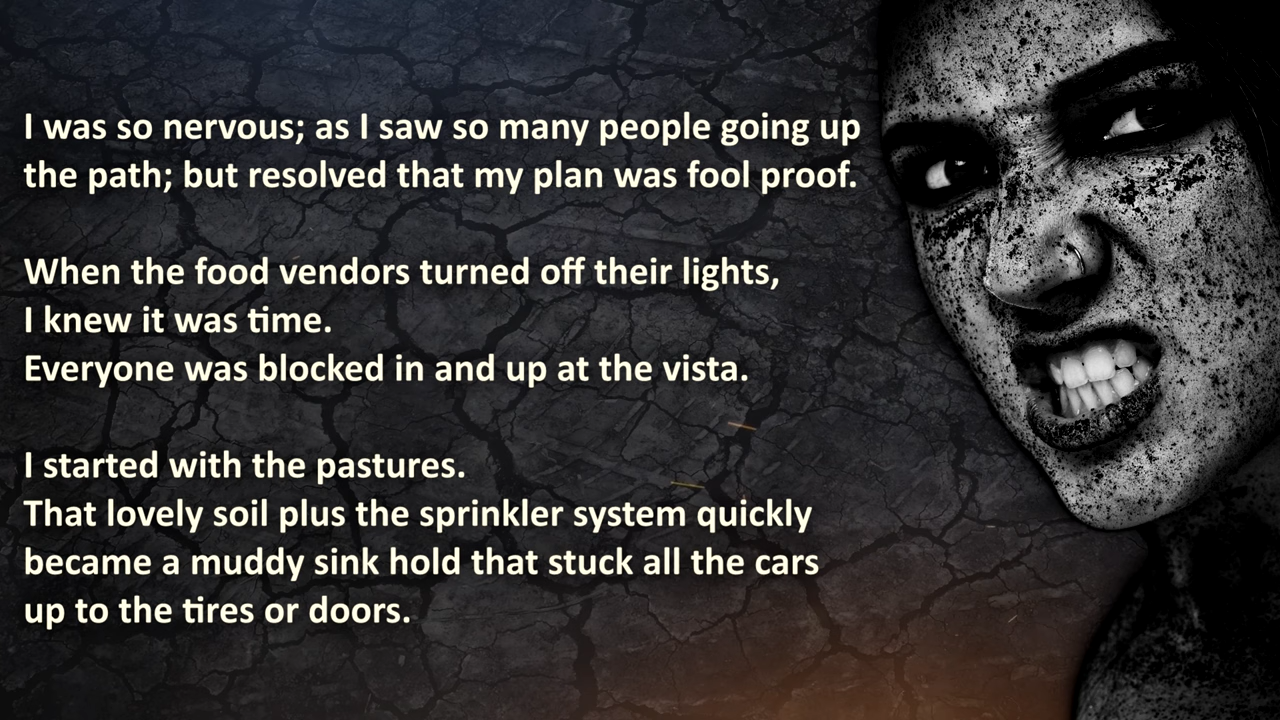 I was so nervous; as I saw so many people going up
the path; but resolved that my plan was fool proof.
When the food vendors turned off their lights,
I knew it was time.
Everyone was blocked in and up at the vista.
I started with the pastures.
That lovely soil plus the sprinkler system quickly
became a muddy sink hold that stuck all the cars
up to the tires or doors.